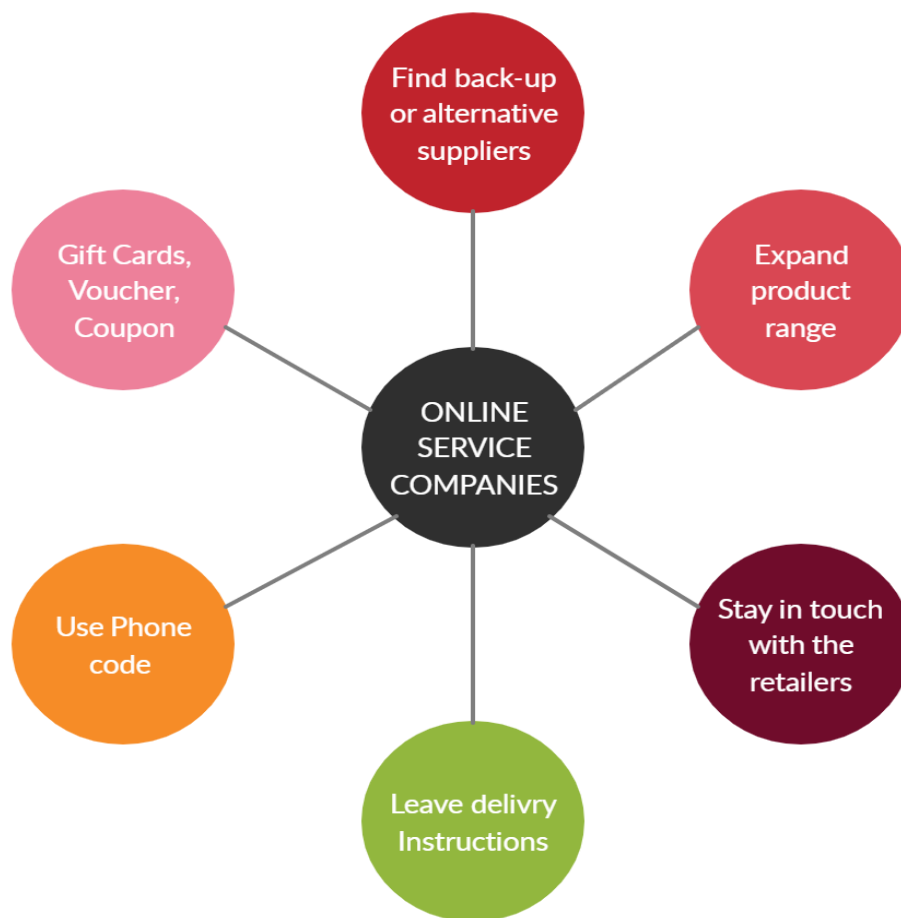 Find back-up
or alternative
suppliers
Gift Cards,
Voucher,
Coupon
Expand
product
range
ONLINE
SERVICE
COMPANIES
Use Phone
code
Stay in touch
with the
retailers
Leave delivry
Instructions